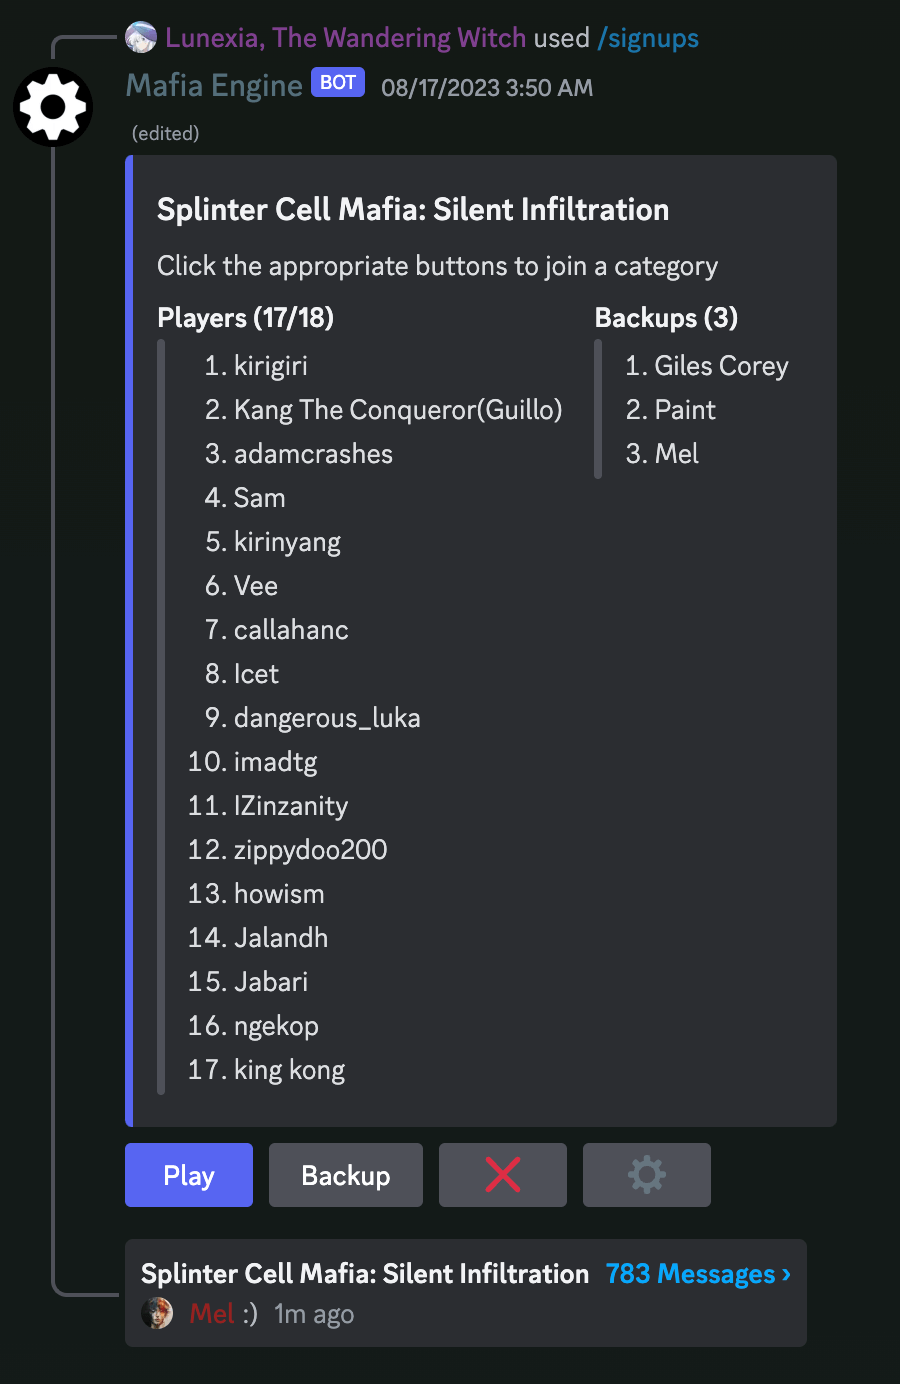 Lunexia, The Wandering Witch used /signups
Mafia Engine BOT 08/17/2023 3:50 AM
(edited)
Splinter Cell Mafia: Silent Infiltration
Click the appropriate buttons to join a category
Players (17/18)
1. kirigiri
2. Kang The Conqueror(Guillo)
3. adamcrashes
4. Sam
5. kirinyang
6. Vee
7. callahanc
8. Icet
9. dangerous_luka
10. imadtg
11. IZinzanity
12. zippydoo200
13. howism
14. Jalandh
15. Jabari
16. ngekop
17. king kong
Backups (3)
1. Giles Corey
2. Paint
3. Mel
Play Backup
Splinter Cell Mafia: Silent Infiltration 783 Messages ›
Mel :) 1m ago